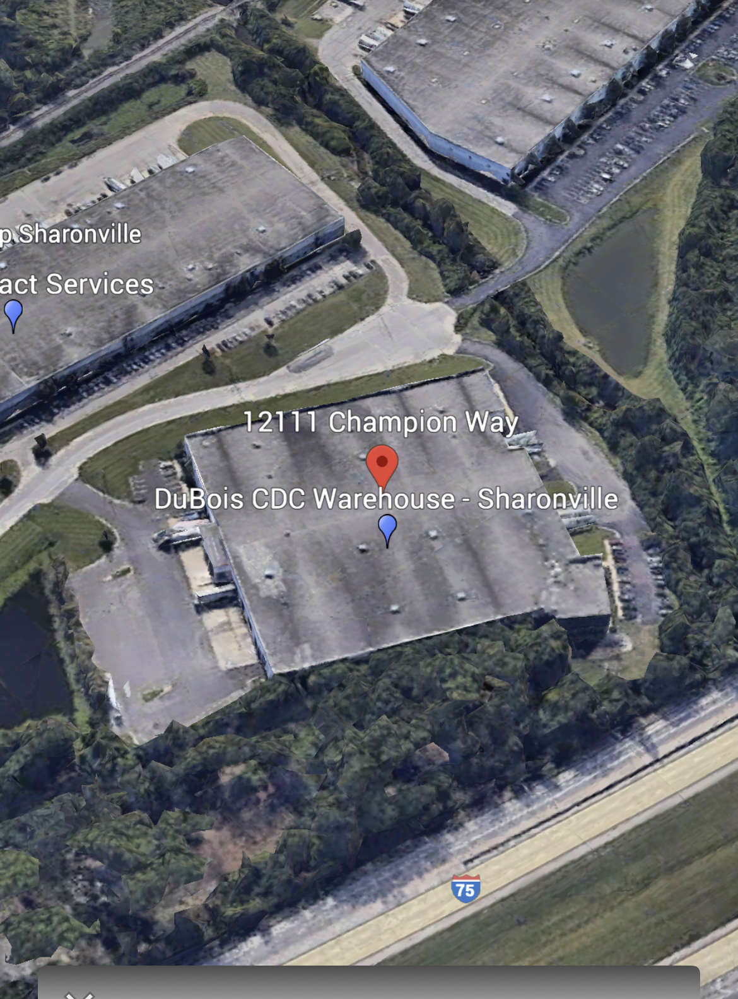 p Sharonville
act Services
12111 Champion Way
DuBois CDC Warehouse - Sharonville
75